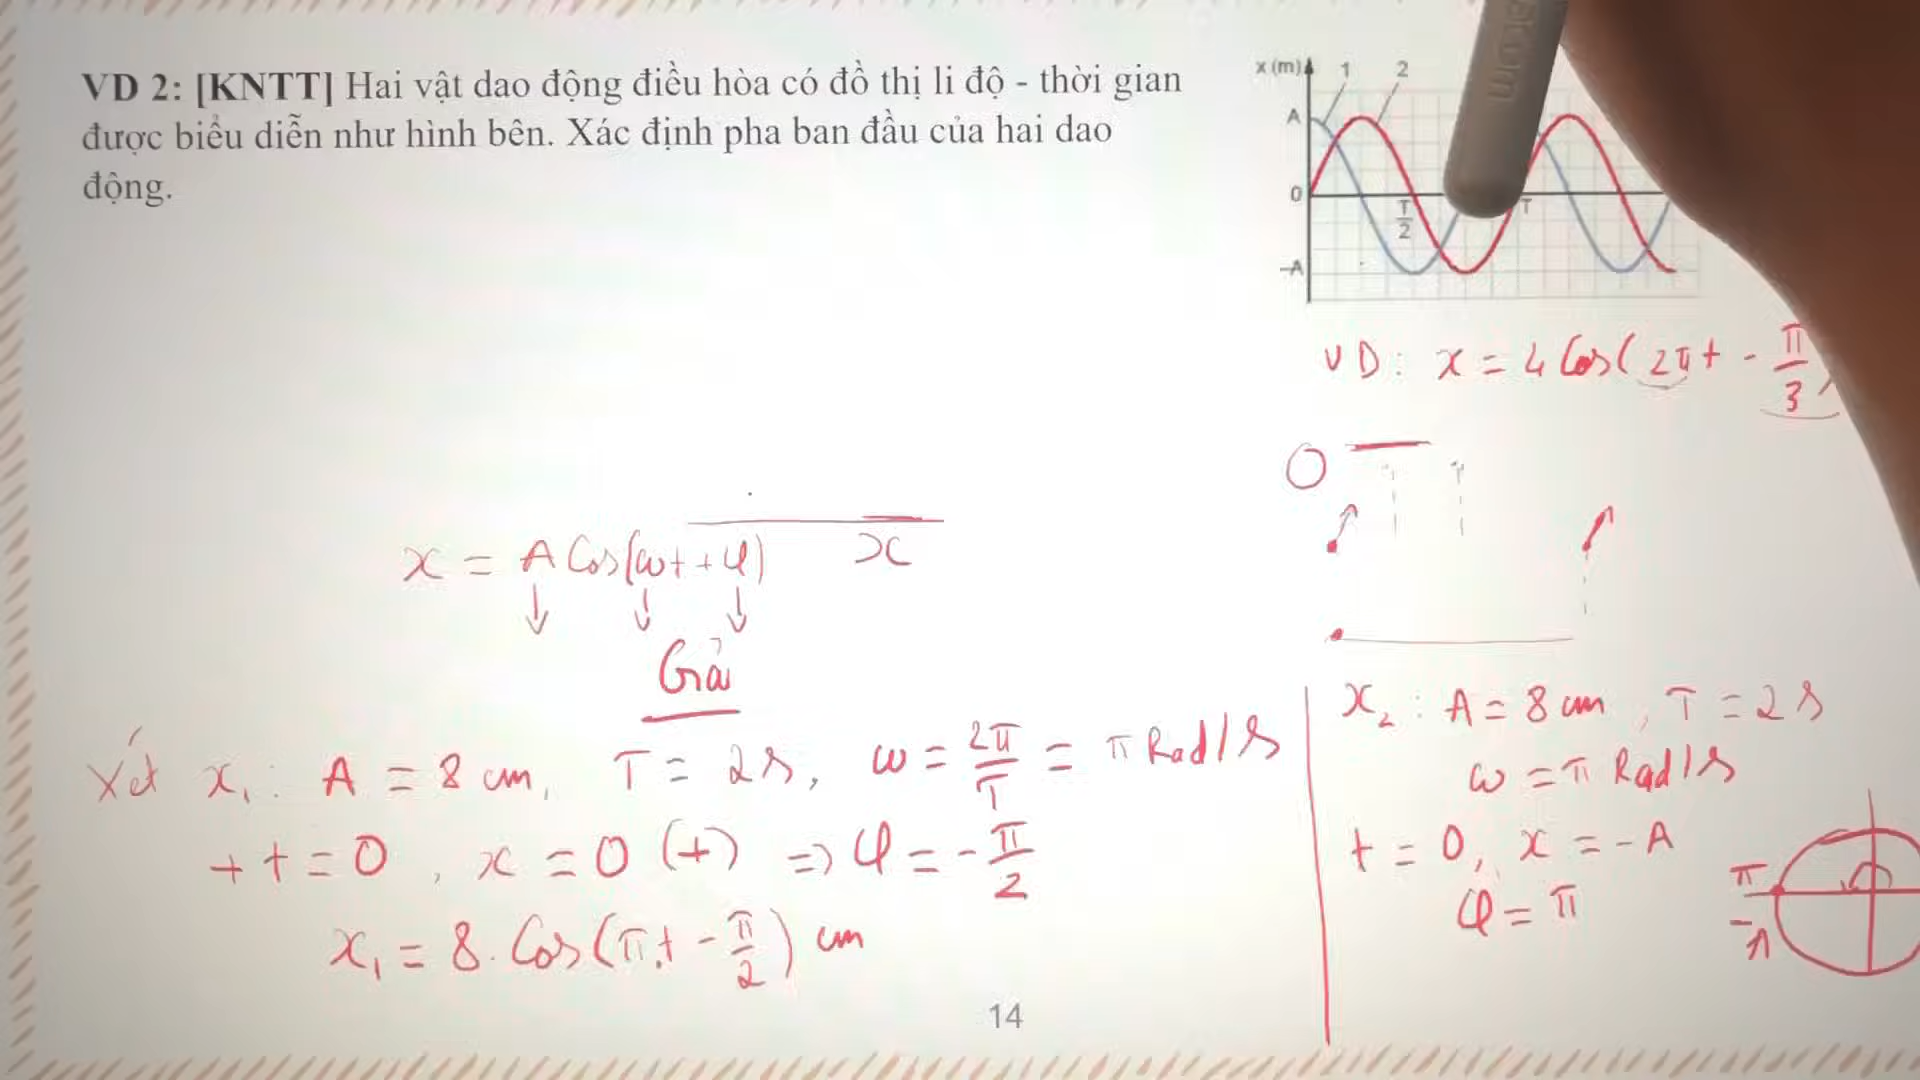 VD 2: [KNTT] Hai vật dao động điều hòa có đồ thị li độ - thời gian
được biểu diễn như hình bên. Xác định pha ban đầu của hai dao
động.
x (m) 1 2
A
0
T/2 T
-A
VD: x = 4 Cos(2πt - π/3)
x = A Cos(ωt + φ) x
Giải
Xét x₁: A = 8 cm, T = 2s, ω = 2π/T = π Rad/s
+ t = 0, x = 0 (+) => φ = -π/2
x₁ = 8. Cos(π.t - π/2) cm
x₂: A = 8 cm, T = 2s
ω = π Rad/s
t = 0, x = -A
φ = π
π
14